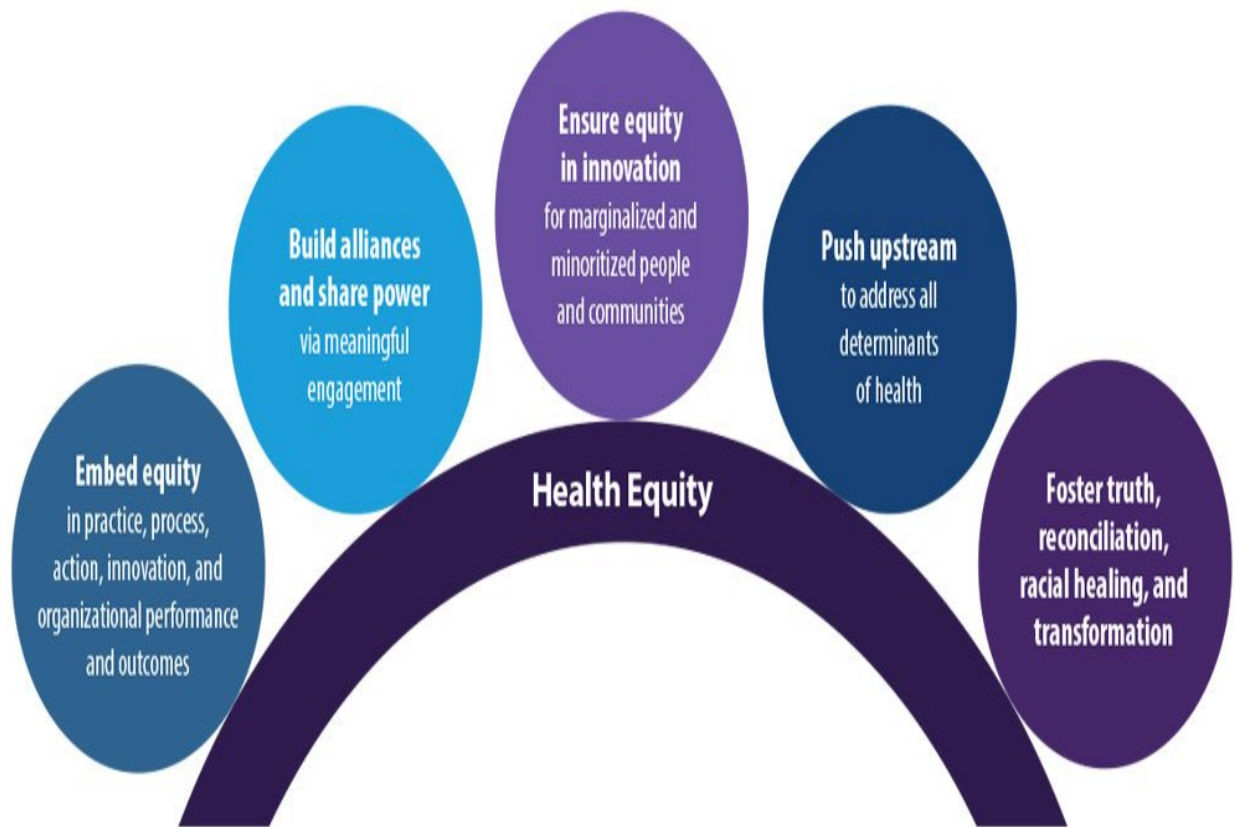 Embed equity
in practice, process,
action, innovation, and
organizational performance
and outcomes
Build alliances
and share power
via meaningful
engagement
Ensure equity
in innovation
for marginalized and
minoritized people
and communities
Push upstream
to address all
determinants
of health
Foster truth,
reconciliation,
racial healing, and
transformation
Health Equity